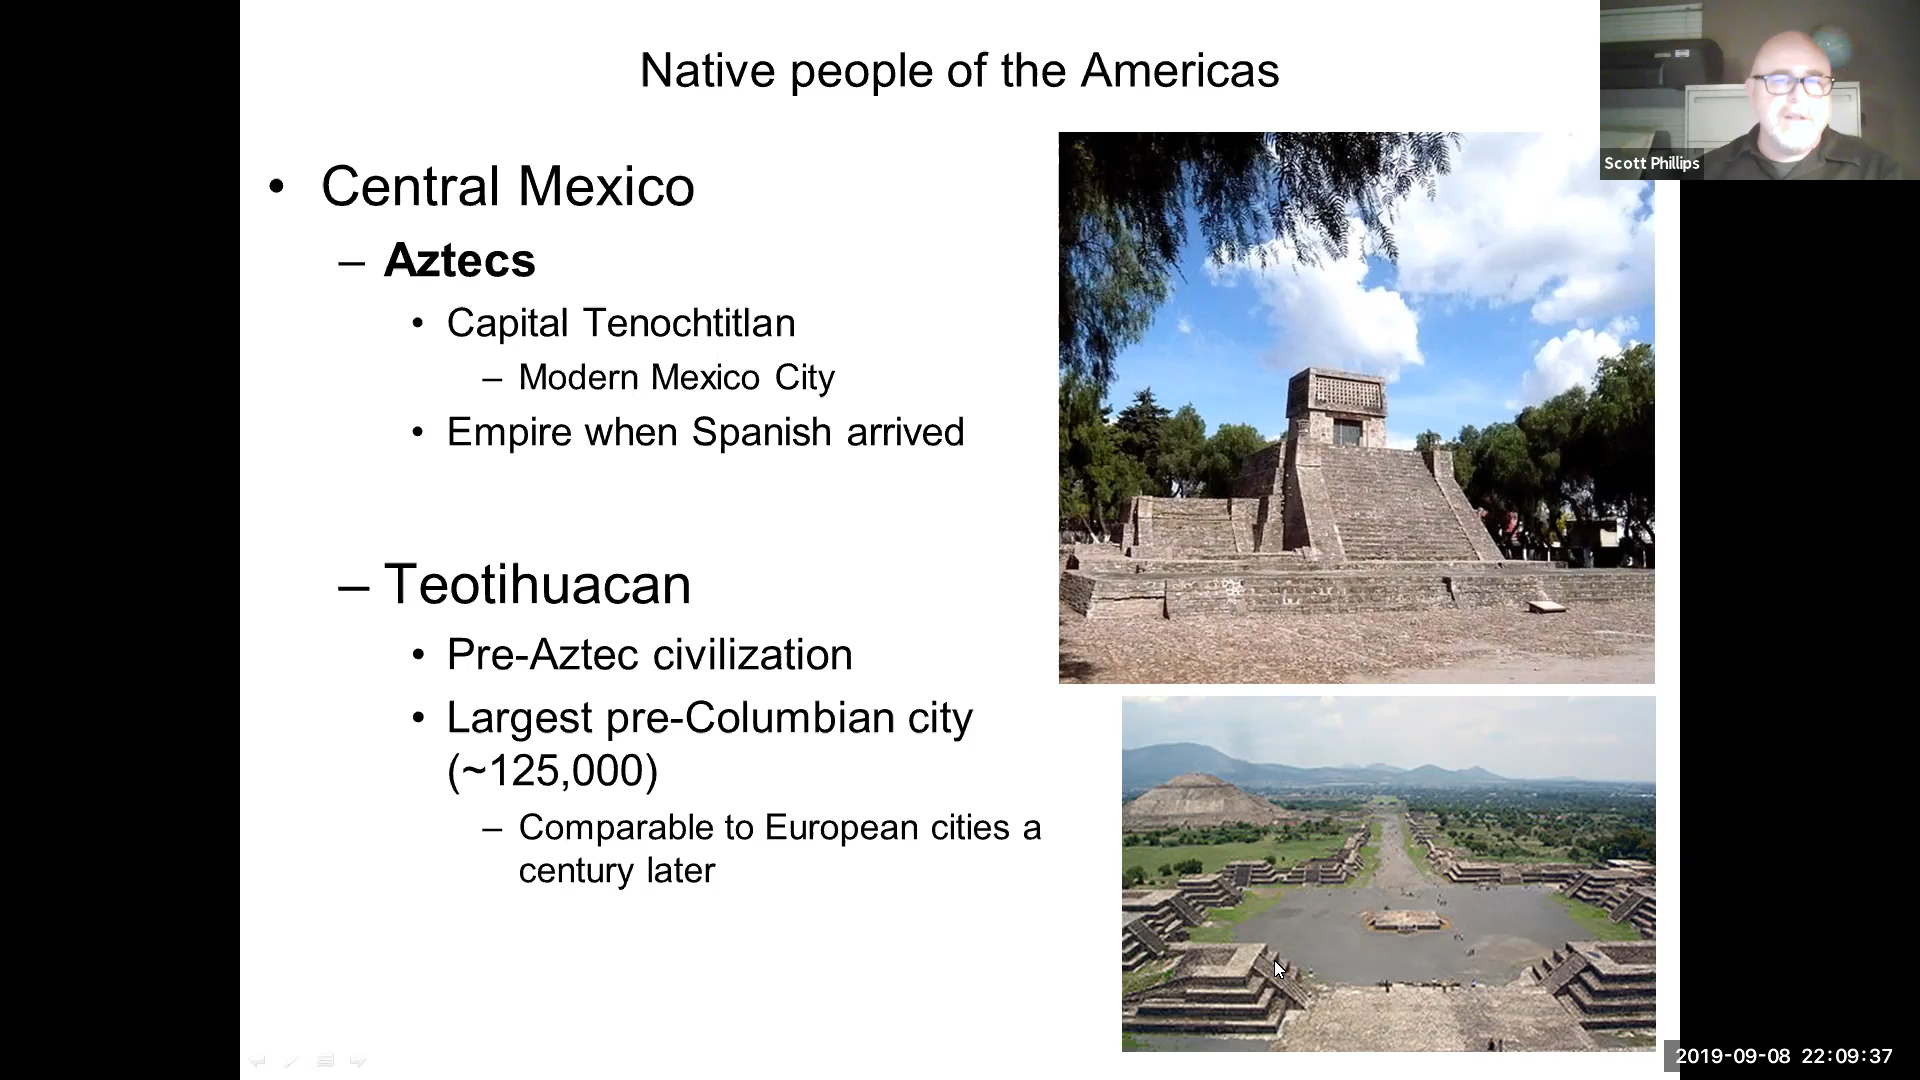 Native people of the Americas
Scott Phillips
• Central Mexico
– Aztecs
• Capital Tenochtitlan
– Modern Mexico City
• Empire when Spanish arrived
– Teotihuacan
• Pre-Aztec civilization
• Largest pre-Columbian city
(~125,000)
– Comparable to European cities a
century later
2019-09-08 22:09:37